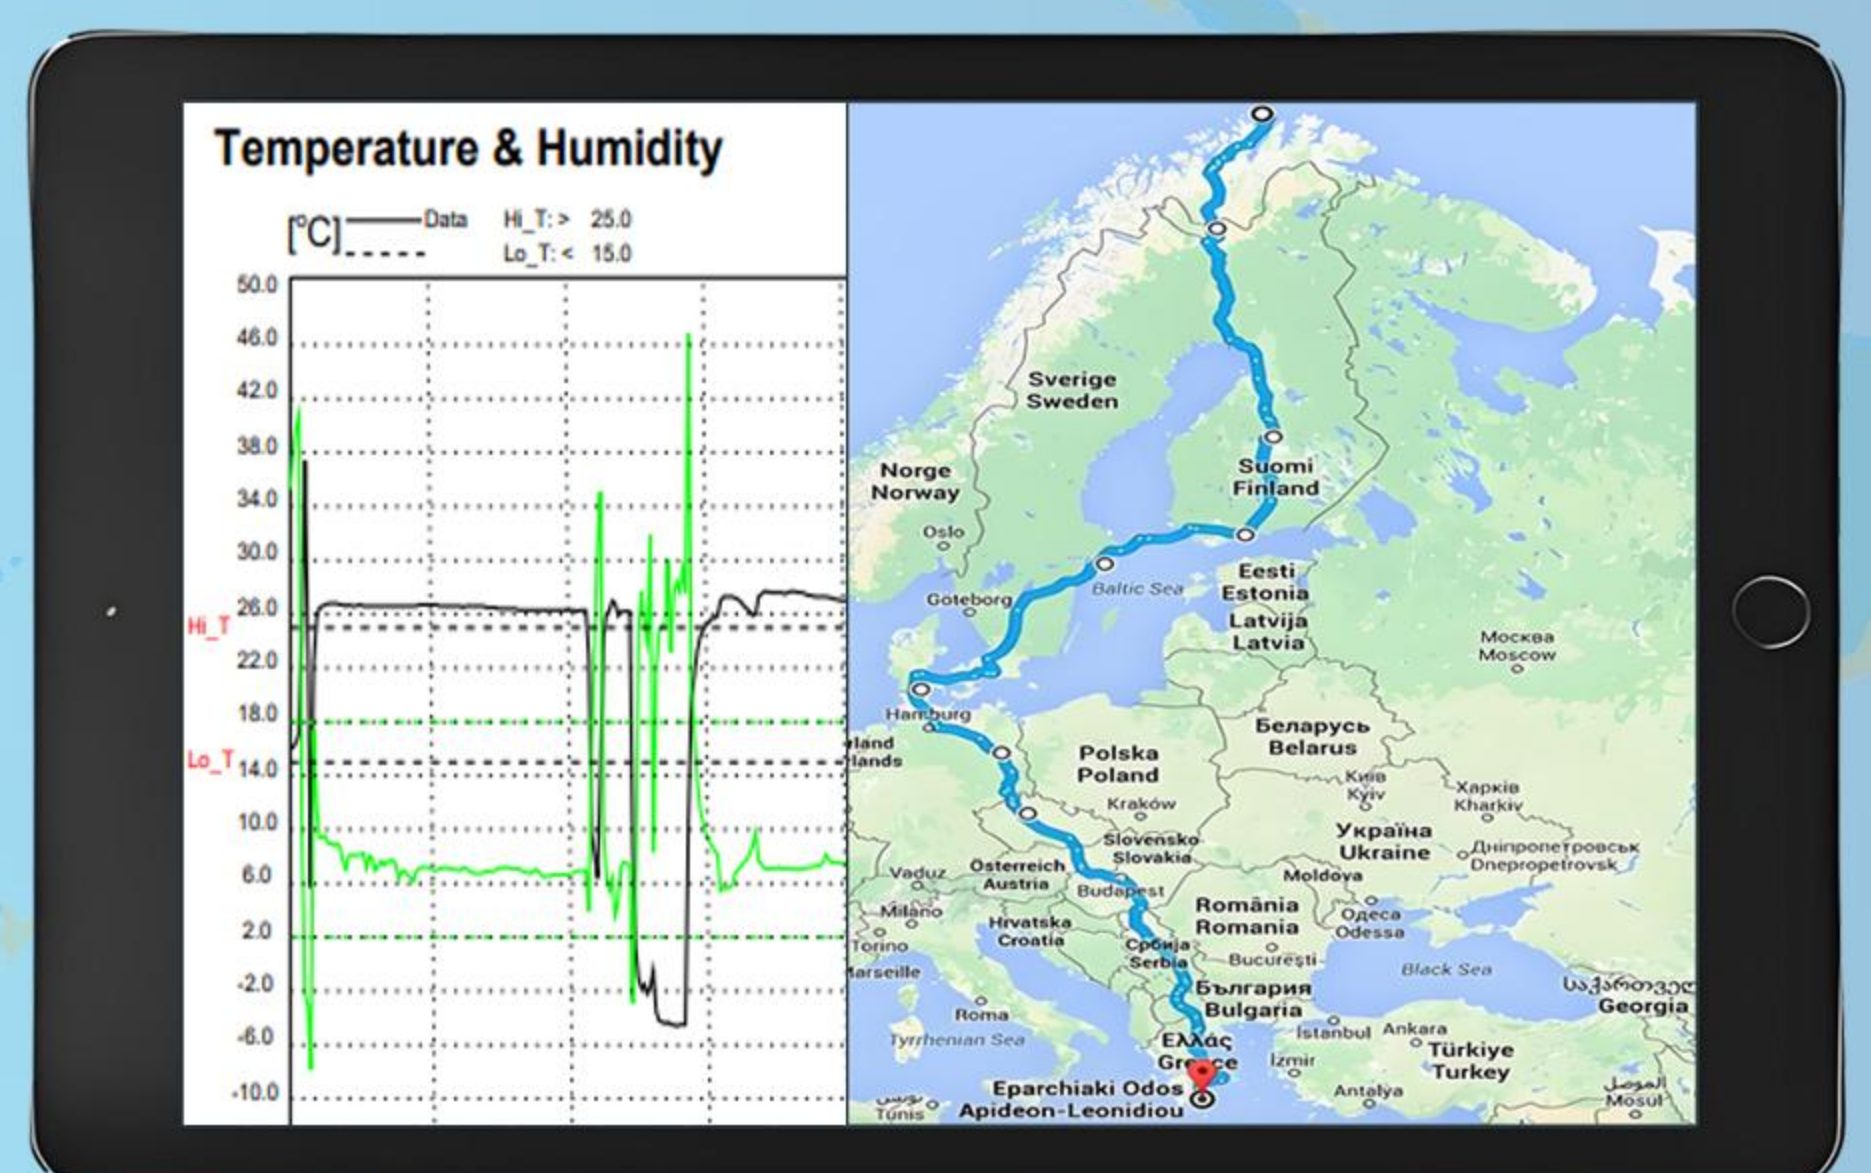 Temperature & Humidity
[°C] Data Hi_T: > 25.0
Lo_T: < 15.0
50.0
46.0
42.0
38.0
34.0
30.0
26.0
Hi_T
22.0
18.0
Lo_T
14.0
10.0
6.0
2.0
-2.0
-6.0
-10.0
Sverige
Sweden
Norge
Norway
Suomi
Finland
Oslo
Baltic Sea
Eesti
Estonia
Göteborg
Latvija
Latvia
Москва
Moscow
Hamburg
rland
lands
Polska
Poland
Беларусь
Belarus
Київ
Kyiv
Харків
Kharkiv
Kraków
Україна
Ukraine
Slovensko
Slovakia
Дніпропетровськ
Dnepropetrovsk
Vaduz
Österreich
Austria
Moldova
Budapest
Milano
România
Romania
Одеса
Odessa
Hrvatska
Croatia
Torino
Србија
Serbia
București
Marseille
Black Sea
България
Bulgaria
Georgia
Roma
İstanbul
Ankara
Tyrrhenian Sea
Ελλάς
Greece
İzmir
Türkiye
Turkey
Eparchiaki Odos
Apideon-Leonidiou
Antalya
تونس
Tunis
الموصل
Mosul